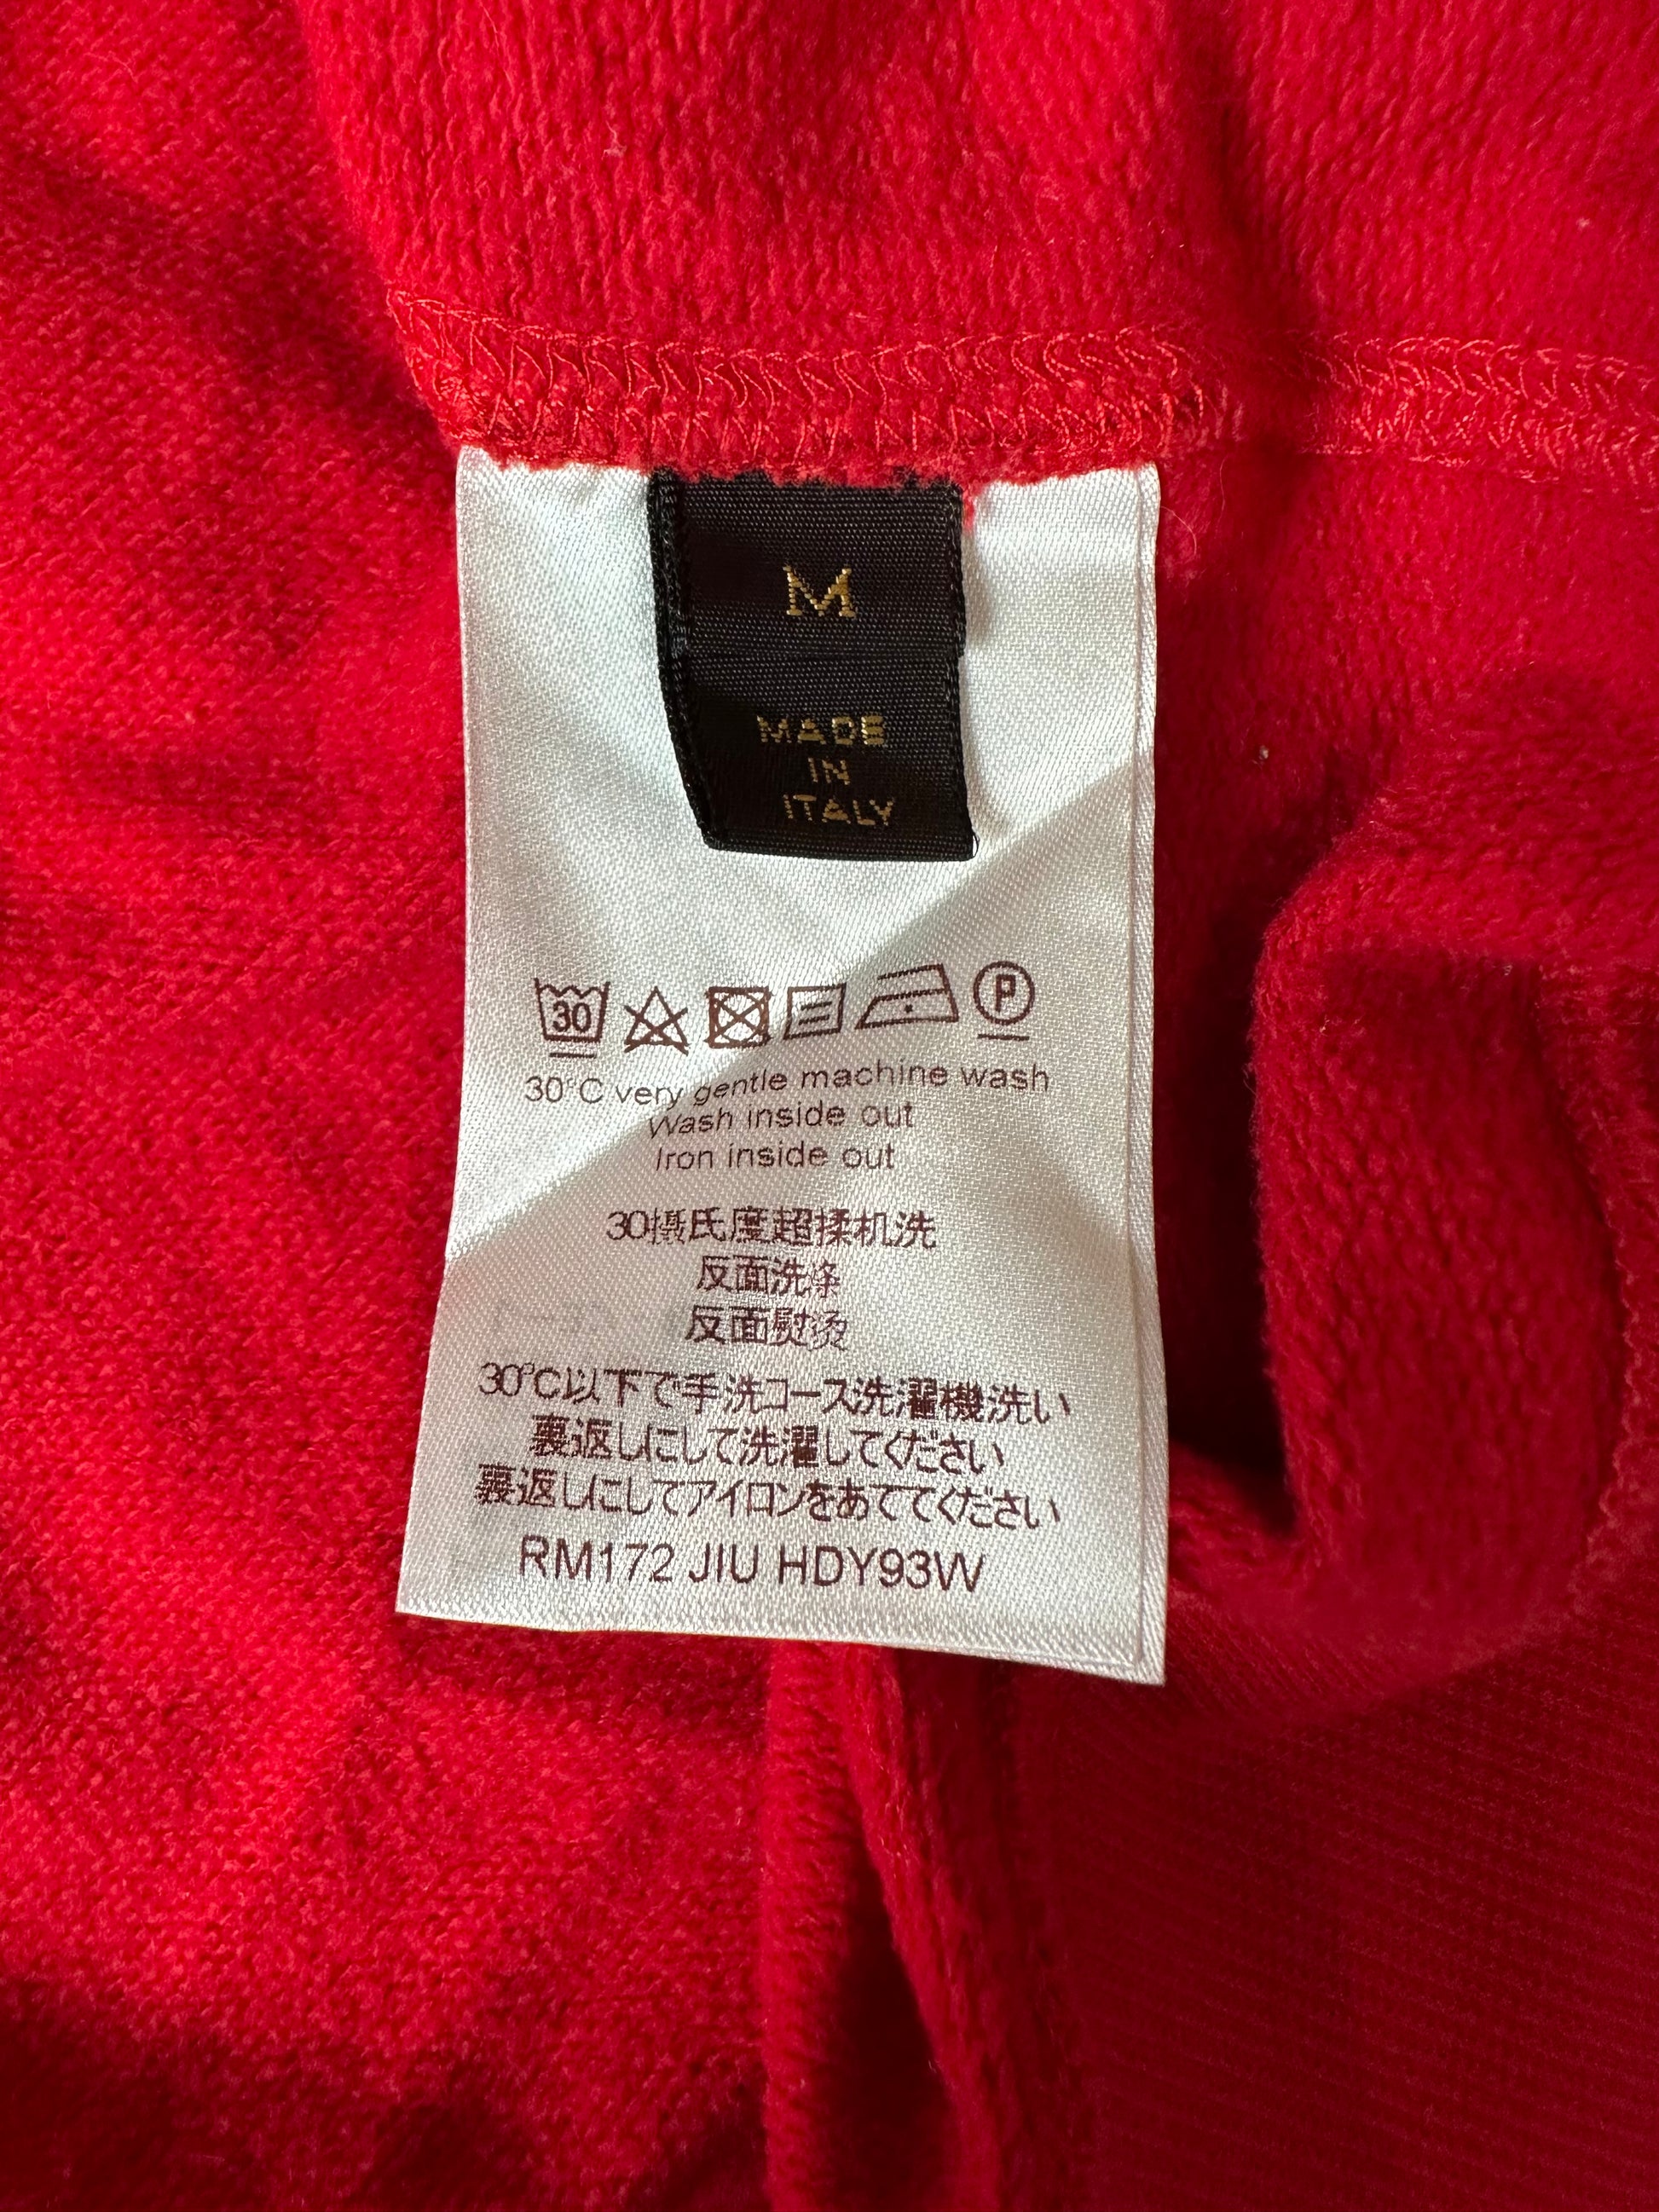 M
MADE
IN
ITALY
30
P
30°C very gentle machine wash
Wash inside out
Iron inside out
30摄氏度超揉机洗
反面洗涤
反面熨烫
30℃以下で手洗コース洗濯機洗い
裏返しにして洗濯してください
裏返しにしてアイロンをあててください
RM172 JIU HDY93W